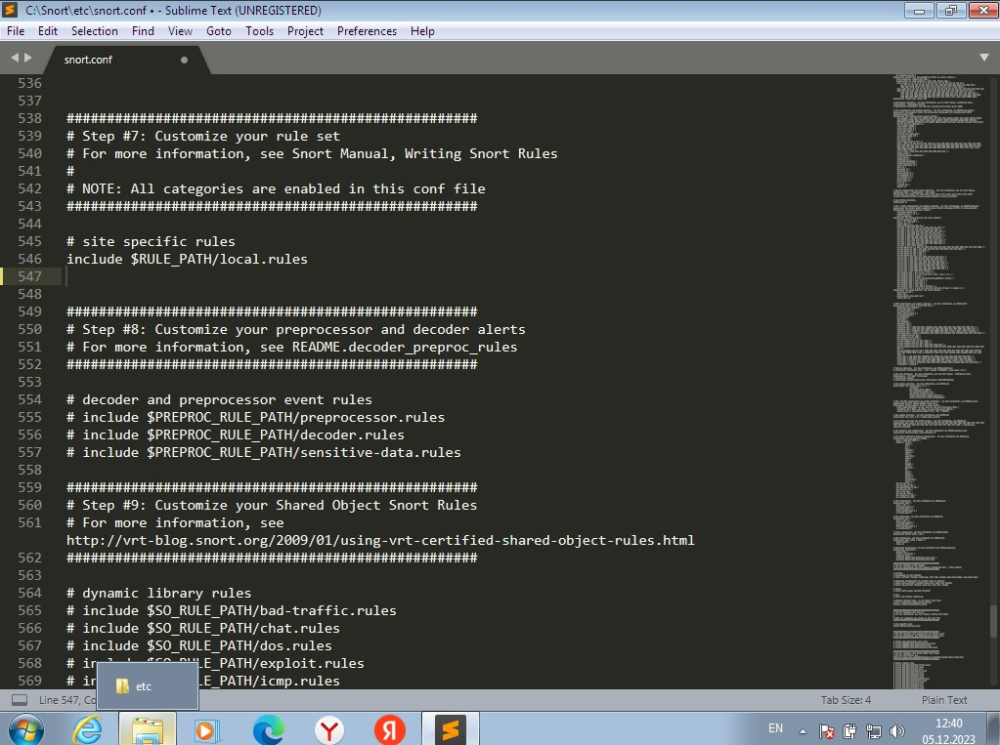 C:\Snort\etc\snort.conf • - Sublime Text (UNREGISTERED)
File Edit Selection Find View Goto Tools Project Preferences Help
snort.conf
536
537
538 ###################################################
539 # Step #7: Customize your rule set
540 # For more information, see Snort Manual, Writing Snort Rules
541 #
542 # NOTE: All categories are enabled in this conf file
543 ###################################################
544
545 # site specific rules
546 include $RULE_PATH/local.rules
547
548
549 ###################################################
550 # Step #8: Customize your preprocessor and decoder alerts
551 # For more information, see README.decoder_preproc_rules
552 ###################################################
553
554 # decoder and preprocessor event rules
555 # include $PREPROC_RULE_PATH/preprocessor.rules
556 # include $PREPROC_RULE_PATH/decoder.rules
557 # include $PREPROC_RULE_PATH/sensitive-data.rules
558
559 ###################################################
560 # Step #9: Customize your Shared Object Snort Rules
561 # For more information, see
http://vrt-blog.snort.org/2009/01/using-vrt-certified-shared-object-rules.html
562 ###################################################
563
564 # dynamic library rules
565 # include $SO_RULE_PATH/bad-traffic.rules
566 # include $SO_RULE_PATH/chat.rules
567 # include $SO_RULE_PATH/dos.rules
568 # include $SO_RULE_PATH/exploit.rules
569 # in P_RULE_PATH/icmp.rules
etc
Line 547, Co
Tab Size: 4 Plain Text
Y Я S EN 12:40
05.12.2023